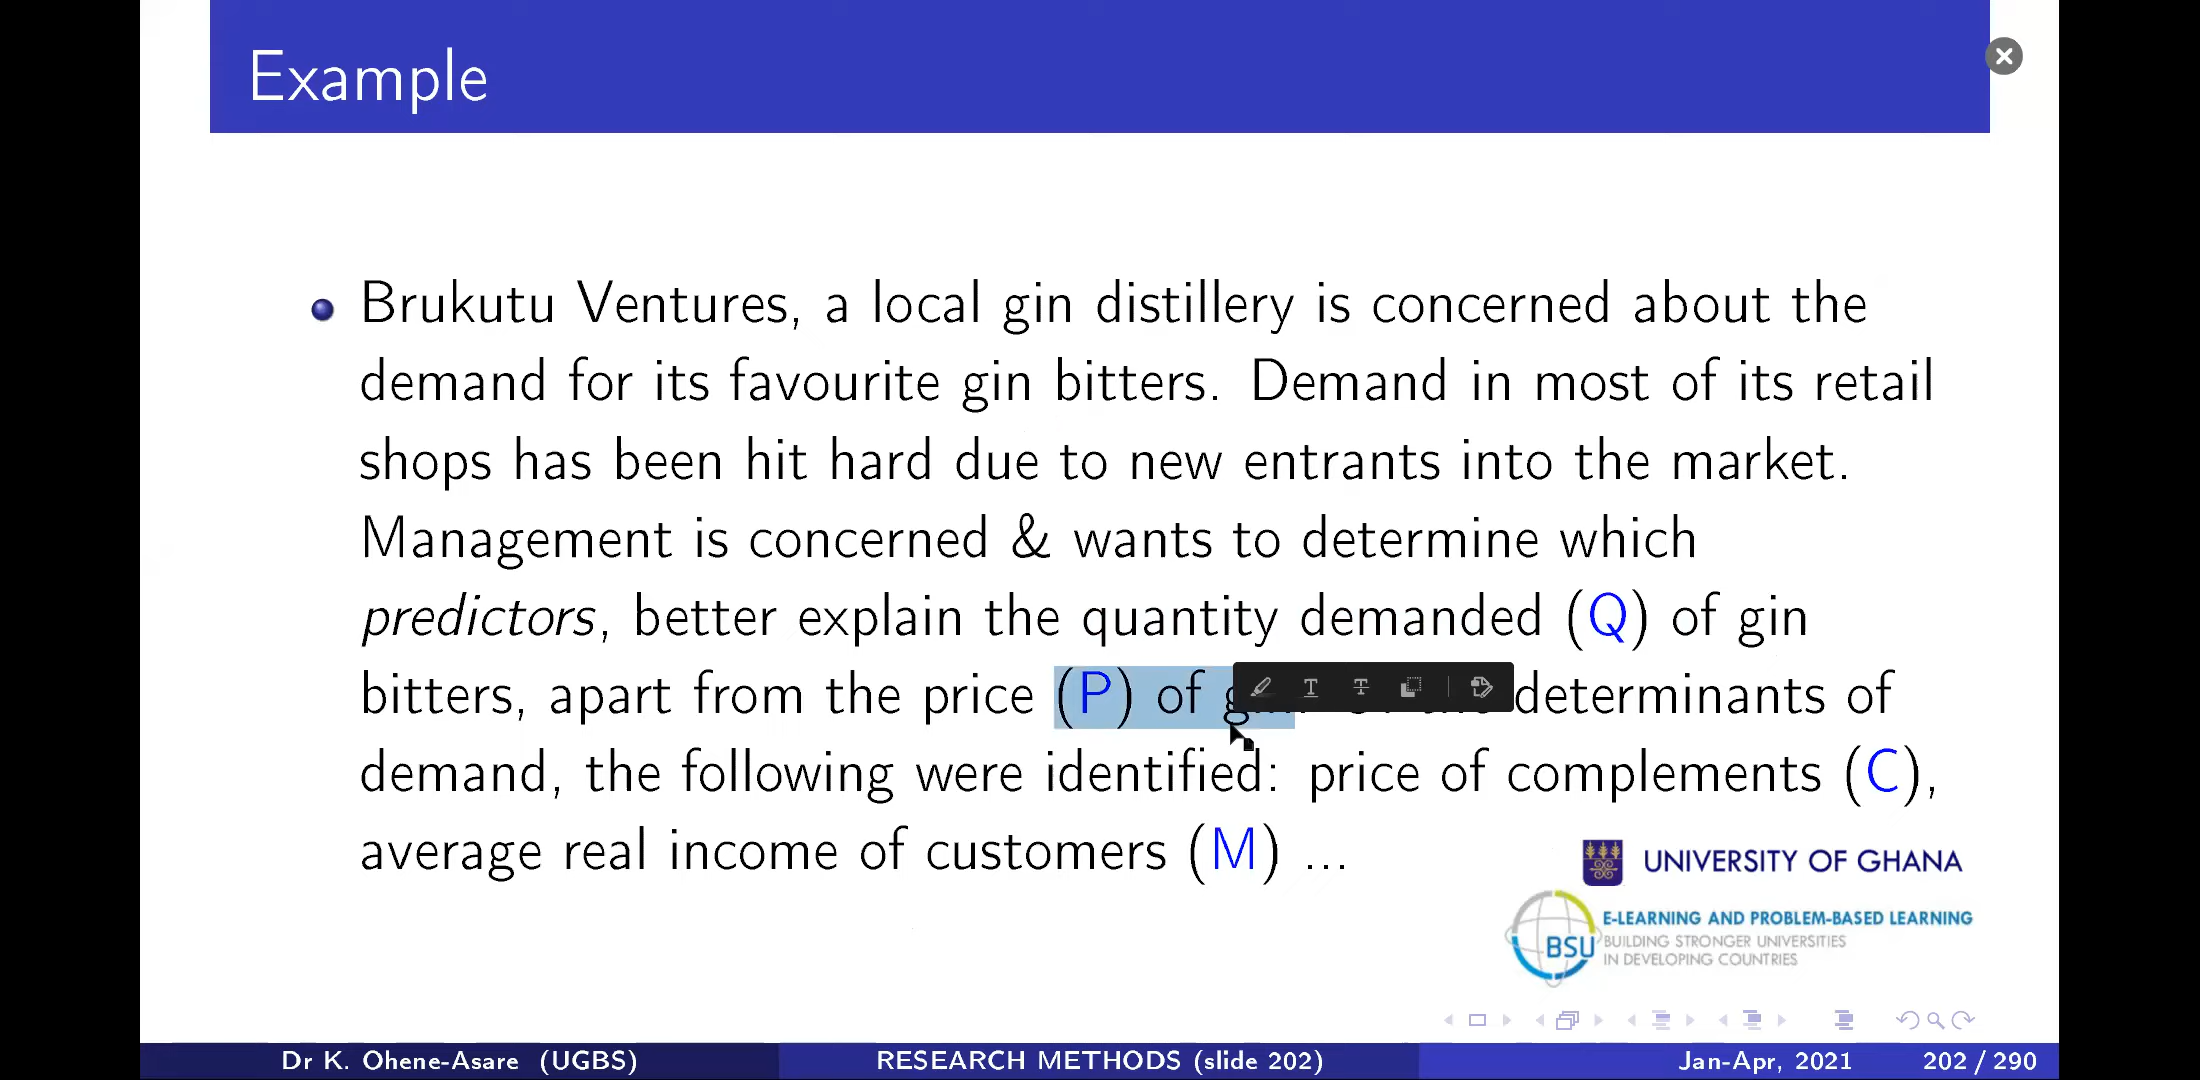 Example
Brukutu Ventures, a local gin distillery is concerned about the
demand for its favourite gin bitters. Demand in most of its retail
shops has been hit hard due to new entrants into the market.
Management is concerned & wants to determine which
predictors, better explain the quantity demanded (Q) of gin
bitters, apart from the price (P) of determinants of
demand, the following were identified: price of complements (C),
average real income of customers (M) ...
UNIVERSITY OF GHANA
E-LEARNING AND PROBLEM-BASED LEARNING
BSU BUILDING STRONGER UNIVERSITIES
IN DEVELOPING COUNTRIES
Dr K. Ohene-Asare (UGBS) RESEARCH METHODS (slide 202) Jan-Apr, 2021 202 / 290